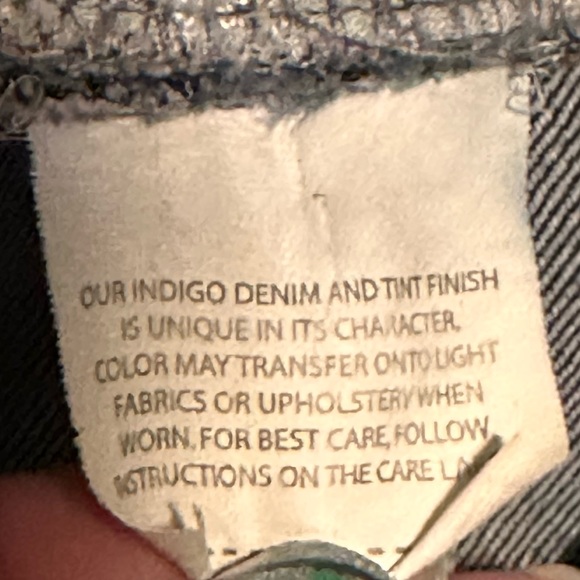 OUR INDIGO DENIM AND TINT FINISH
IS UNIQUE IN ITS CHARACTER.
COLOR MAY TRANSFER ONTO LIGHT
FABRICS OR UPHOLSTERY WHEN
WORN. FOR BEST CARE, FOLLOW
INSTRUCTIONS ON THE CARE